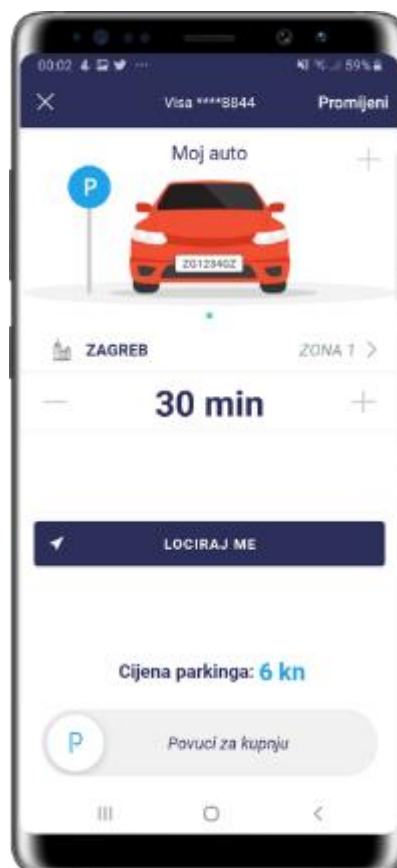 00:02 59%
Visa ****8844 Promijeni
Moj auto
P
ZG1234GZ
ZAGREB ZONA 1
30 min
LOCIRAJ ME
Cijena parkinga: 6 kn
P Povuci za kupnju